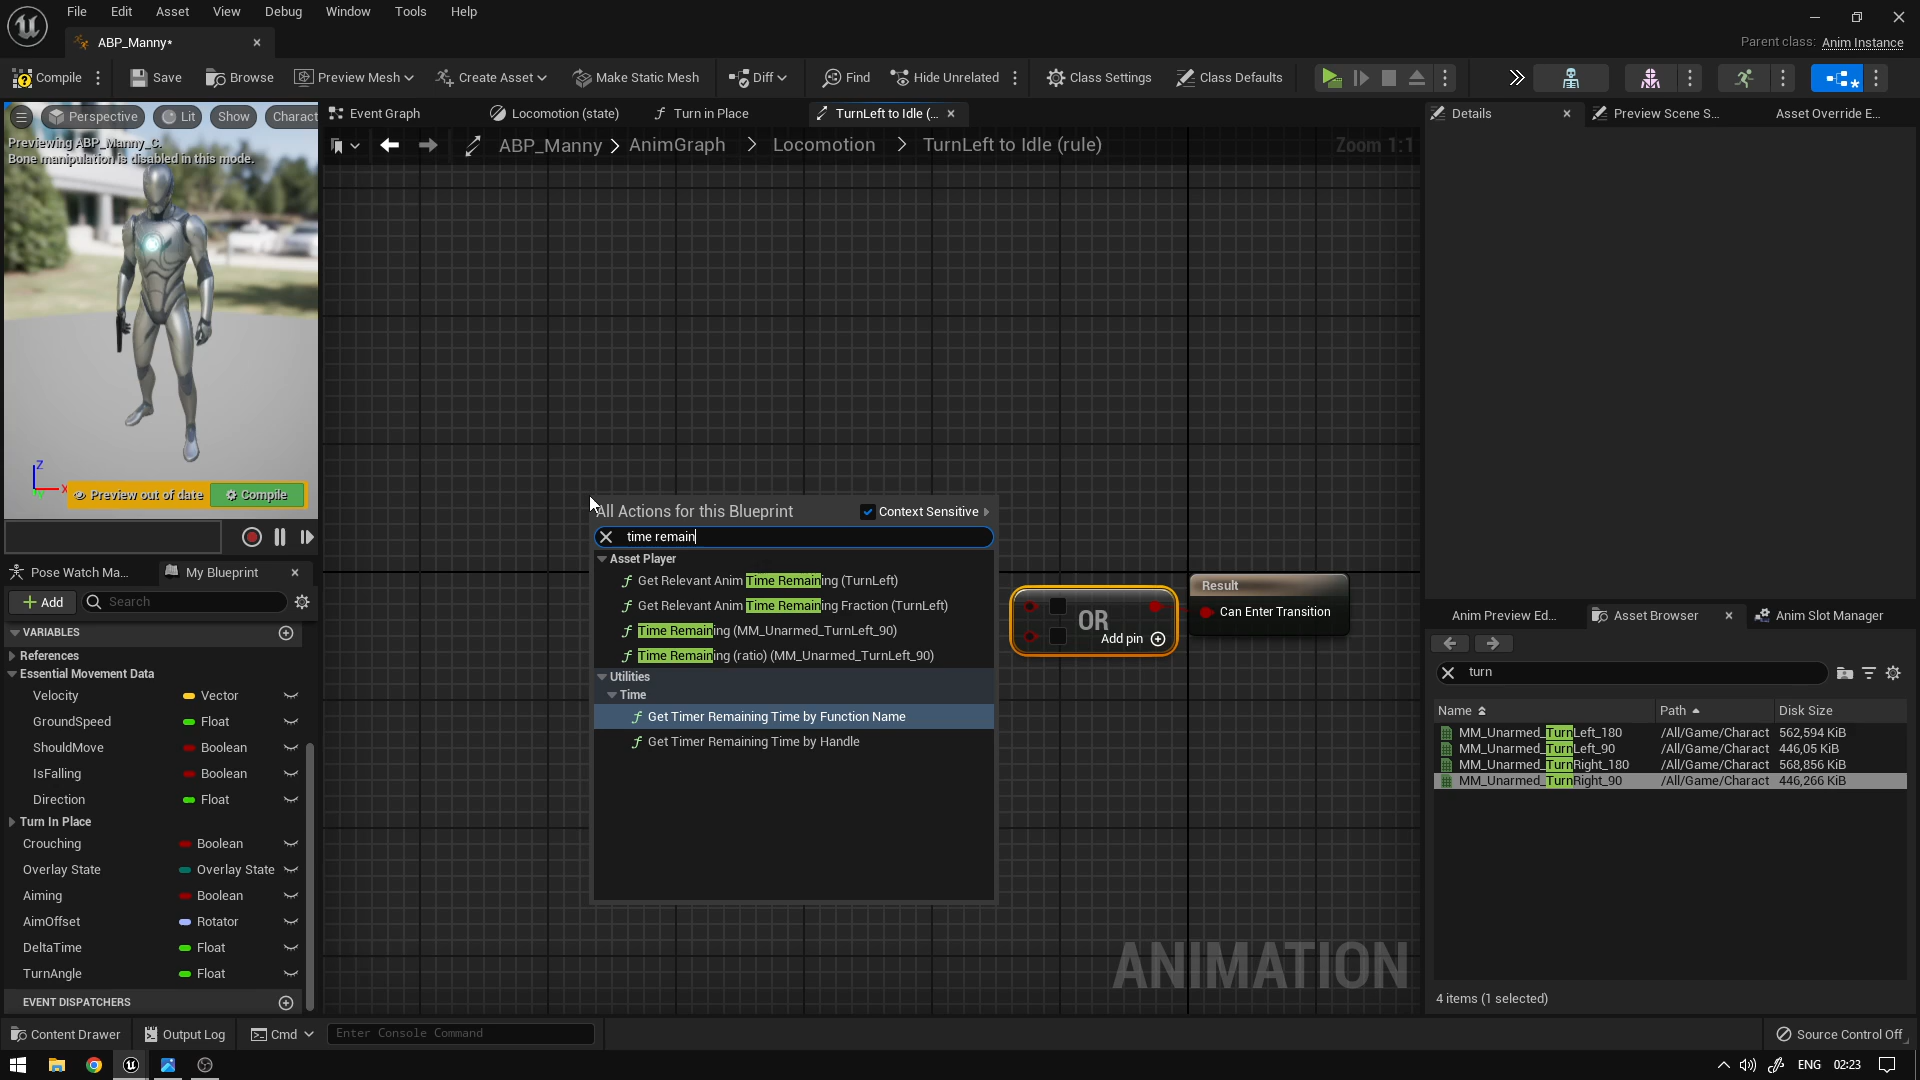 File Edit Asset View Debug Window Tools Help
ABP_Manny*
Parent class: Anim Instance
Compile Save Browse Preview Mesh Create Asset Make Static Mesh Diff Find Hide Unrelated Class Settings Class Defaults
Perspective Lit Show Charact
Previewing ABP_Manny_C.
Bone manipulation is disabled in this mode.
Z
X
Preview out of date Compile
Event Graph Locomotion (state) Turn in Place TurnLeft to Idle (...
ABP_Manny > AnimGraph > Locomotion > TurnLeft to Idle (rule)
Zoom 1:1
Details Preview Scene S... Asset Override E...
All Actions for this Blueprint Context Sensitive
time remain
Asset Player
Get Relevant Anim Time Remaining (TurnLeft)
Get Relevant Anim Time Remaining Fraction (TurnLeft)
Time Remaining (MM_Unarmed_TurnLeft_90)
Time Remaining (ratio) (MM_Unarmed_TurnLeft_90)
Utilities
Time
Get Timer Remaining Time by Function Name
Get Timer Remaining Time by Handle
OR
Add pin
Result
Can Enter Transition
ANIMATION
Pose Watch Ma... My Blueprint
Add Search
VARIABLES
References
Essential Movement Data
Velocity Vector
GroundSpeed Float
ShouldMove Boolean
IsFalling Boolean
Direction Float
Turn In Place
Crouching Boolean
Overlay State Overlay State
Aiming Boolean
AimOffset Rotator
DeltaTime Float
TurnAngle Float
EVENT DISPATCHERS
Anim Preview Ed... Asset Browser Anim Slot Manager
turn
Name Path Disk Size
MM_Unarmed_TurnLeft_180 /All/Game/Charact 562,594 KiB
MM_Unarmed_TurnLeft_90 /All/Game/Charact 446,05 KiB
MM_Unarmed_TurnRight_180 /All/Game/Charact 568,856 KiB
MM_Unarmed_TurnRight_90 /All/Game/Charact 446,266 KiB
4 items (1 selected)
Content Drawer Output Log Cmd Enter Console Command Source Control Off
ENG 02:23